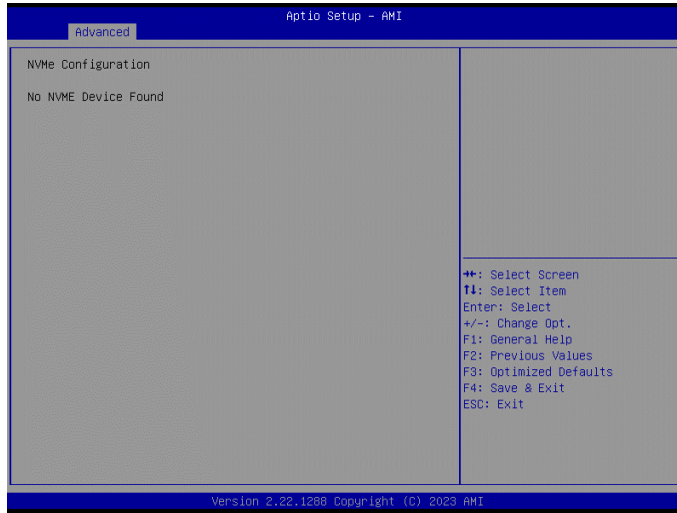 Aptio Setup – AMI
Advanced
NVMe Configuration
No NVME Device Found
→←: Select Screen
↑↓: Select Item
Enter: Select
+/-: Change Opt.
F1: General Help
F2: Previous Values
F3: Optimized Defaults
F4: Save & Exit
ESC: Exit
Version 2.22.1288 Copyright (C) 2023 AMI